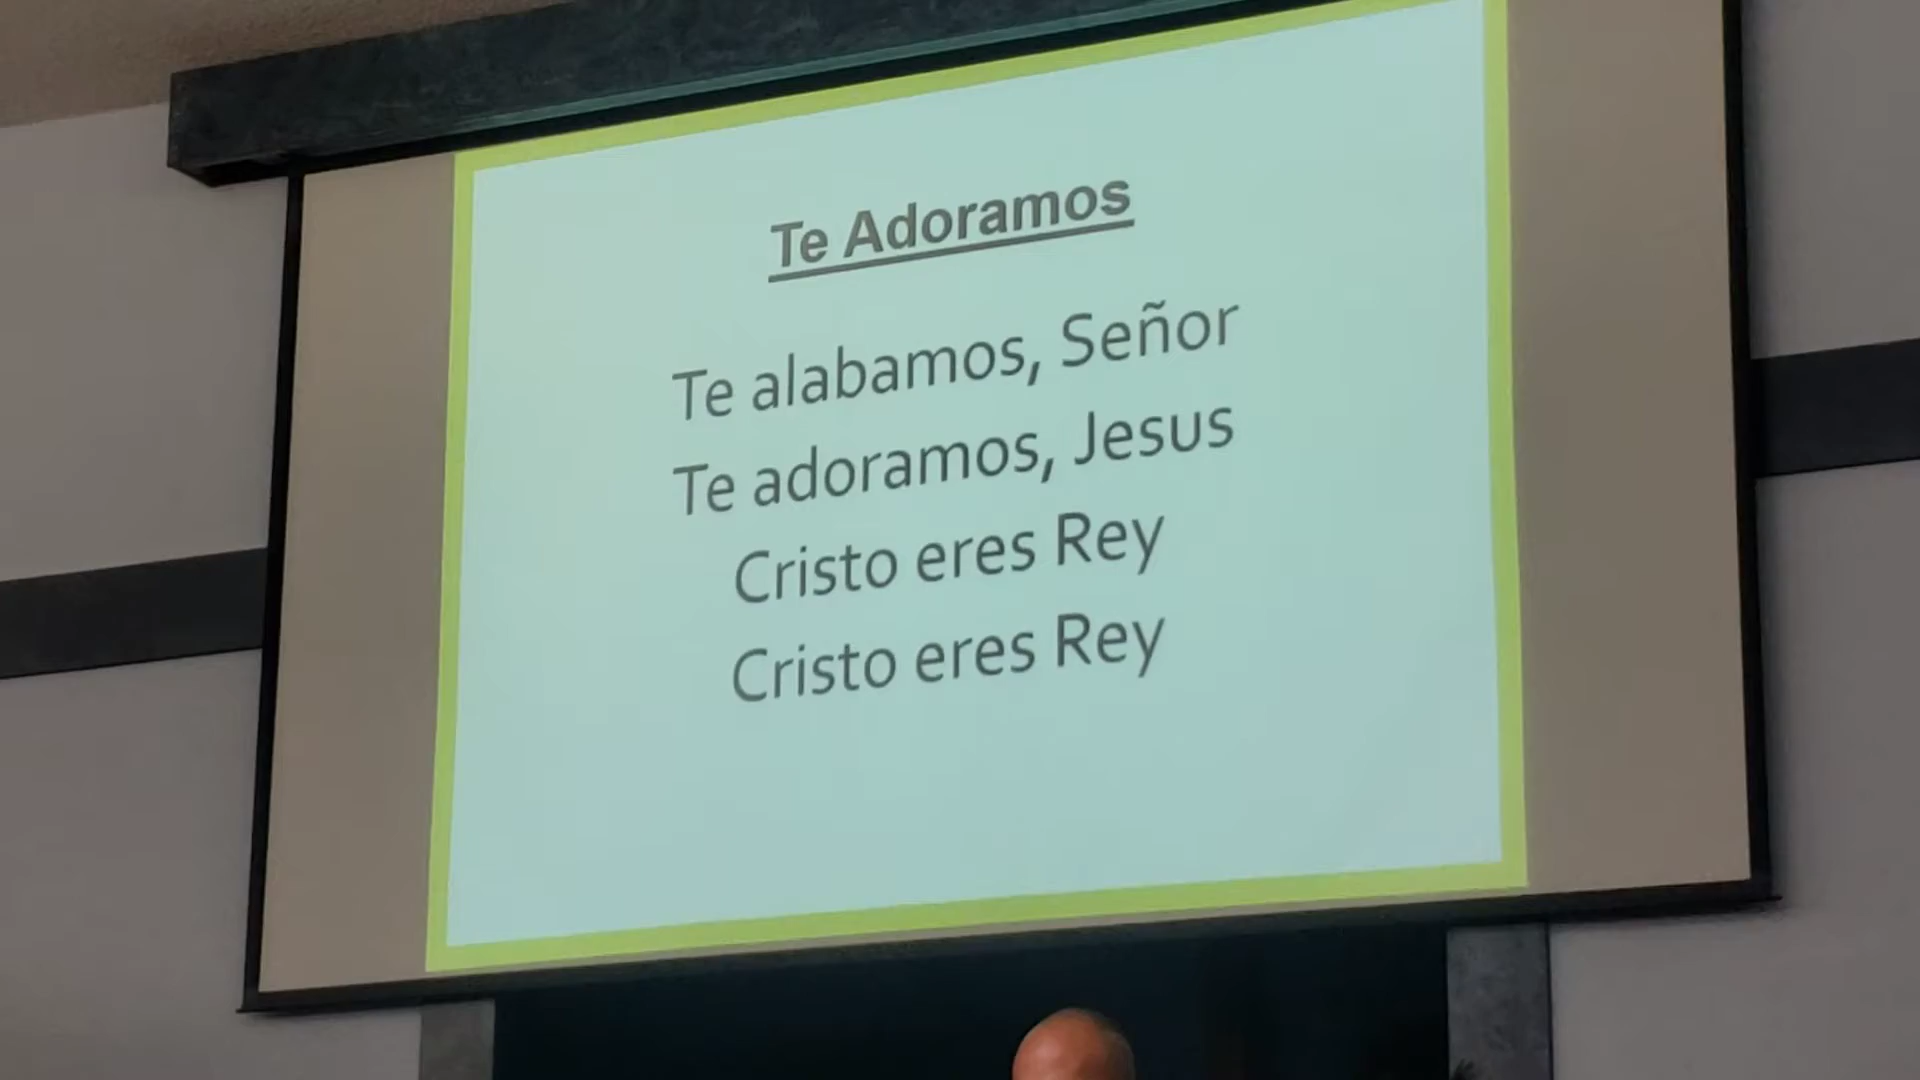 Te Adoramos
Te alabamos, Señor
Te adoramos, Jesus
Cristo eres Rey
Cristo eres Rey